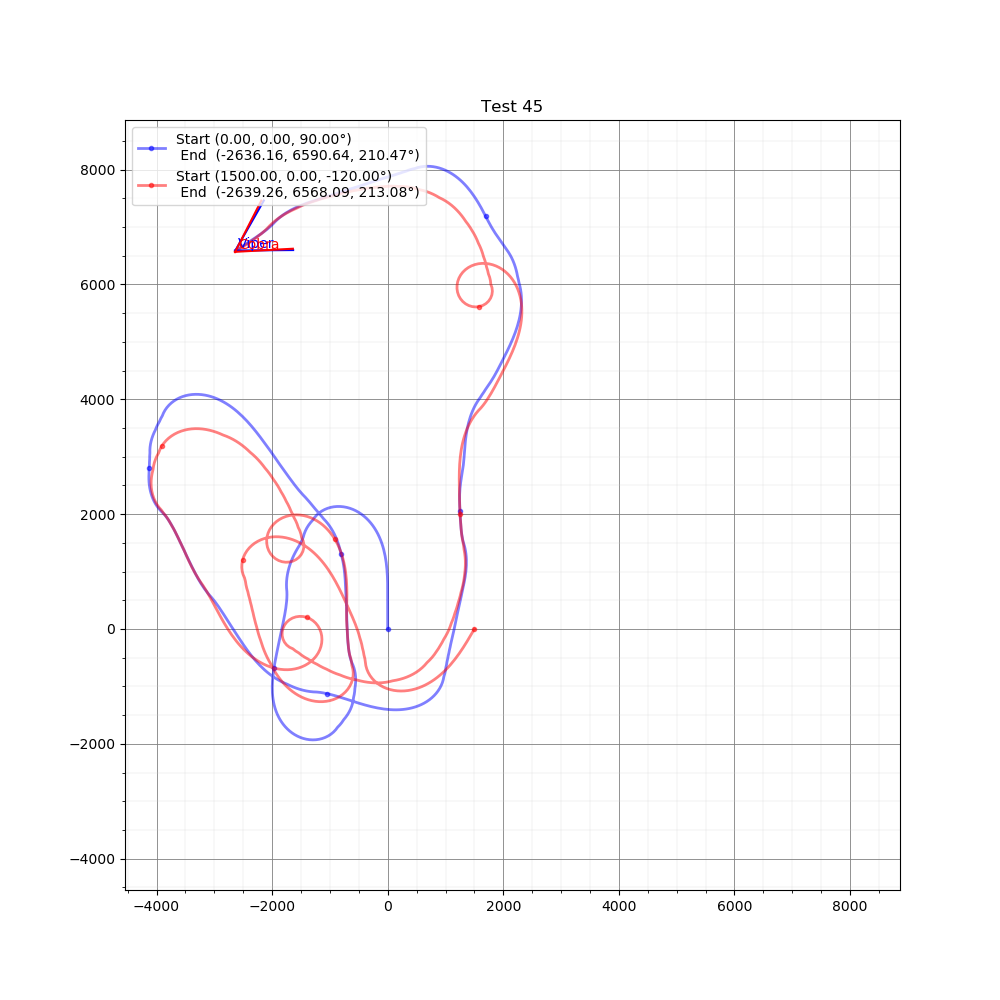 Test 45
Start (0.00, 0.00, 90.00°)
End (-2636.16, 6590.64, 210.47°)
Start (1500.00, 0.00, -120.00°)
End (-2639.26, 6568.09, 213.08°)
8000
Viper
6000
4000
2000
0
−2000
−4000
−4000 −2000 0 2000 4000 6000 8000